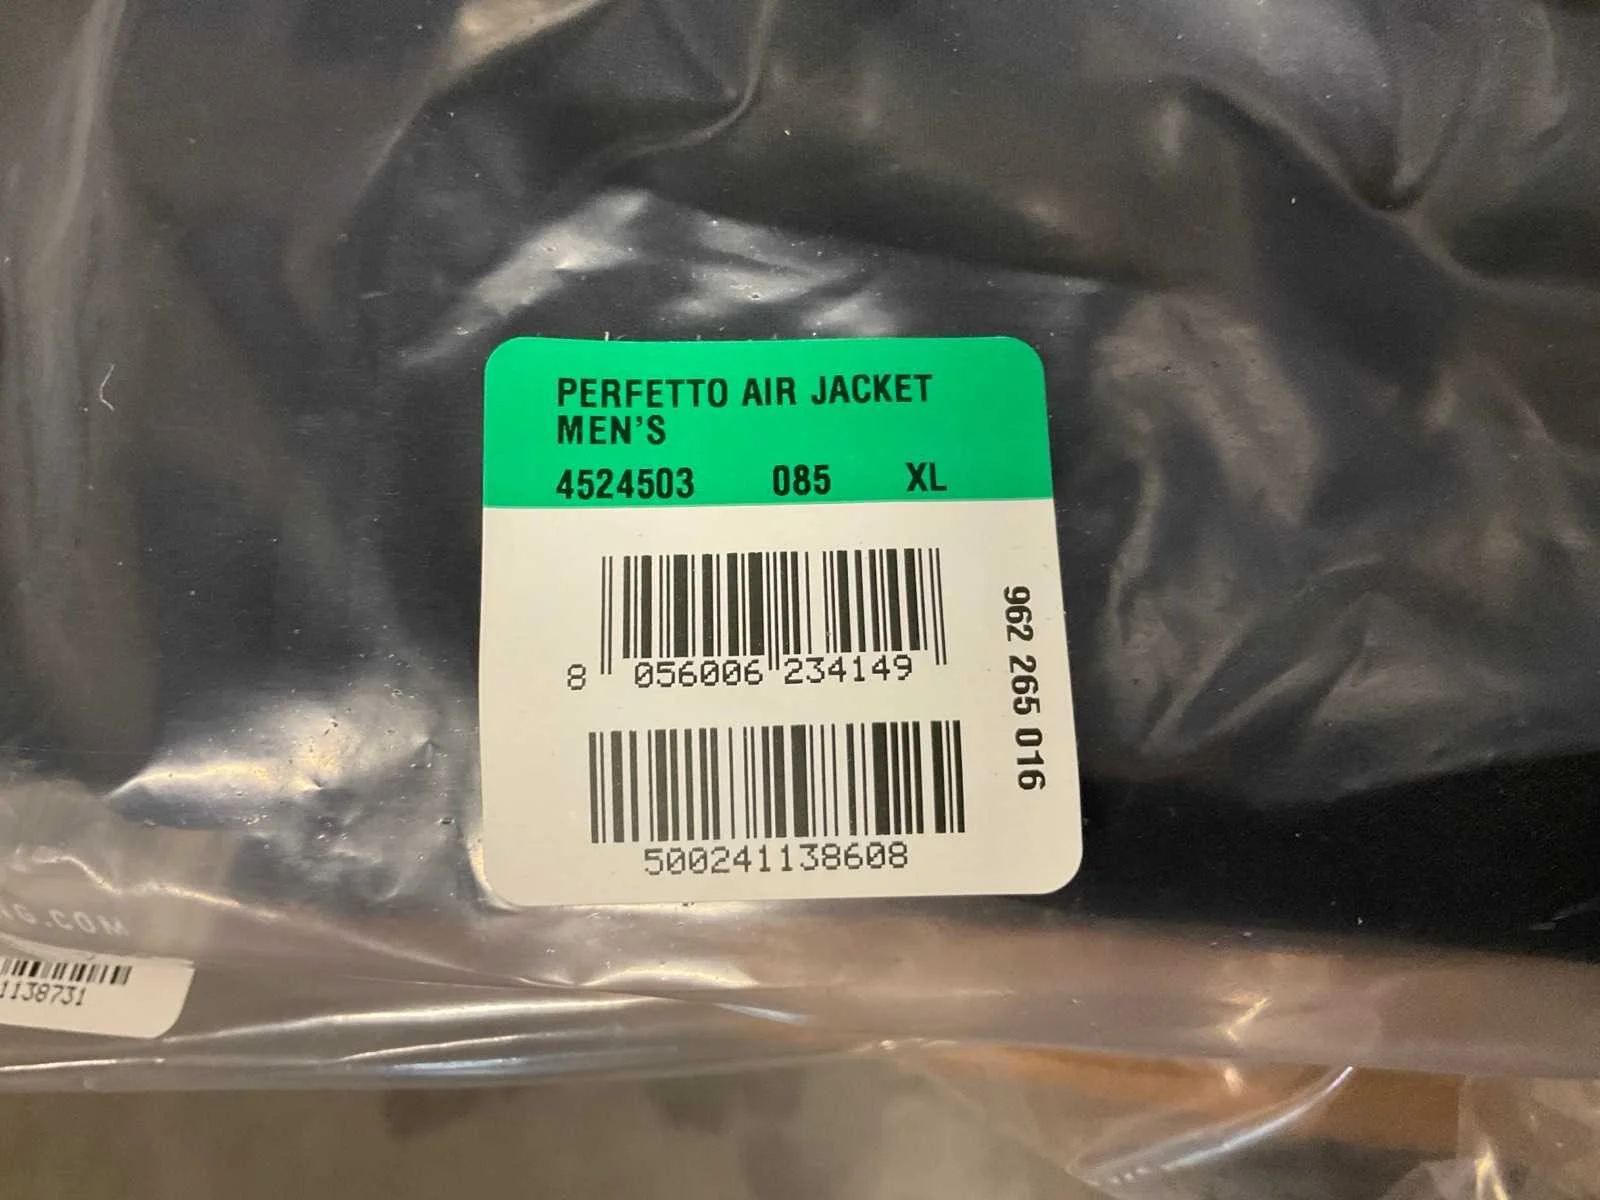 PERFETTO AIR JACKET
MEN'S
4524503 085 XL
8 056006 234149
962 265 016
500241138608
G.COM
1138731